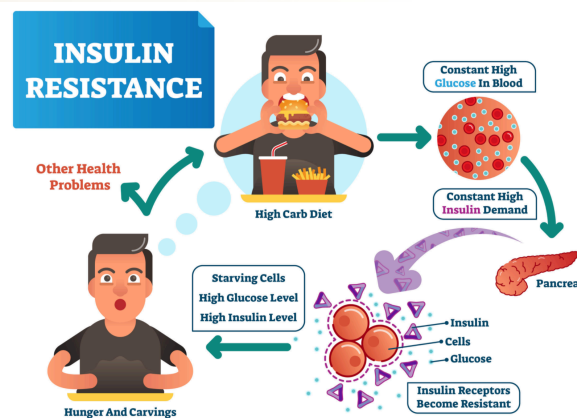 INSULIN
RESISTANCE
Constant High
Glucose In Blood
Other Health
Problems
High Carb Diet
Constant High
Insulin Demand
Pancrea
Starving Cells
High Glucose Level
High Insulin Level
Insulin
Cells
Glucose
Insulin Receptors
Become Resistant
Hunger And Carvings